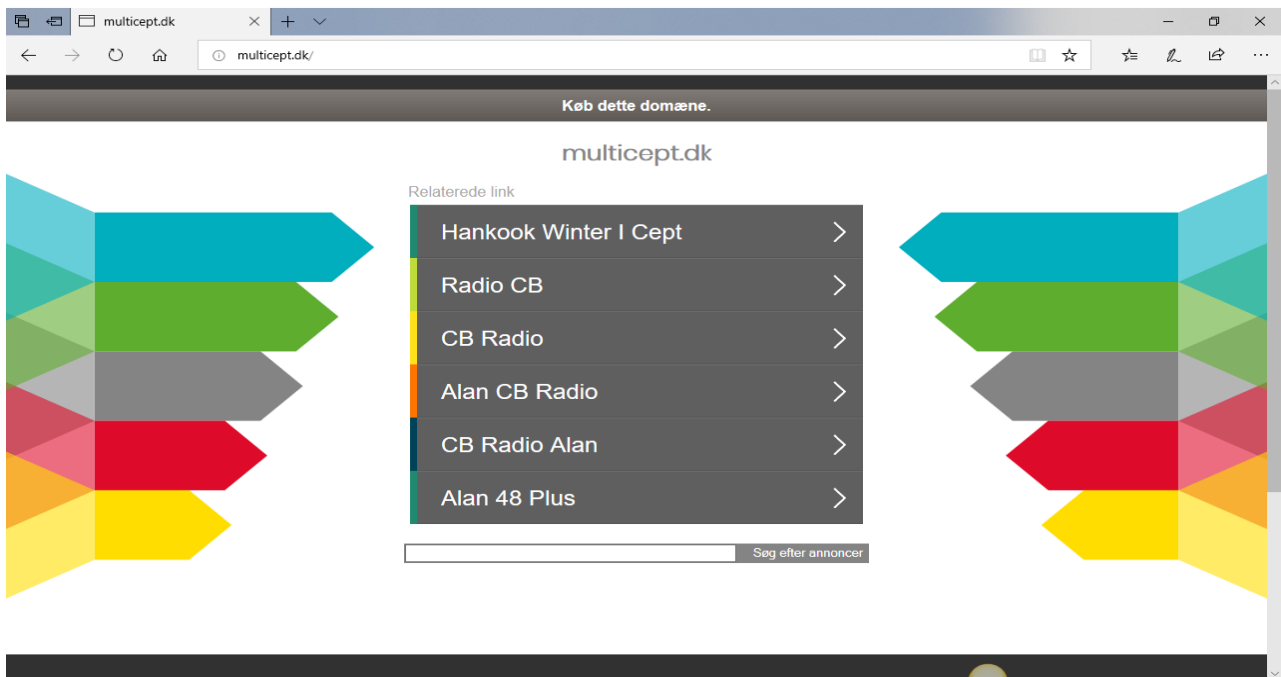 multicept.dk
multicept.dk/
Køb dette domæne.
multicept.dk
Relaterede link
Hankook Winter I Cept
Radio CB
CB Radio
Alan CB Radio
CB Radio Alan
Alan 48 Plus
Søg efter annoncer